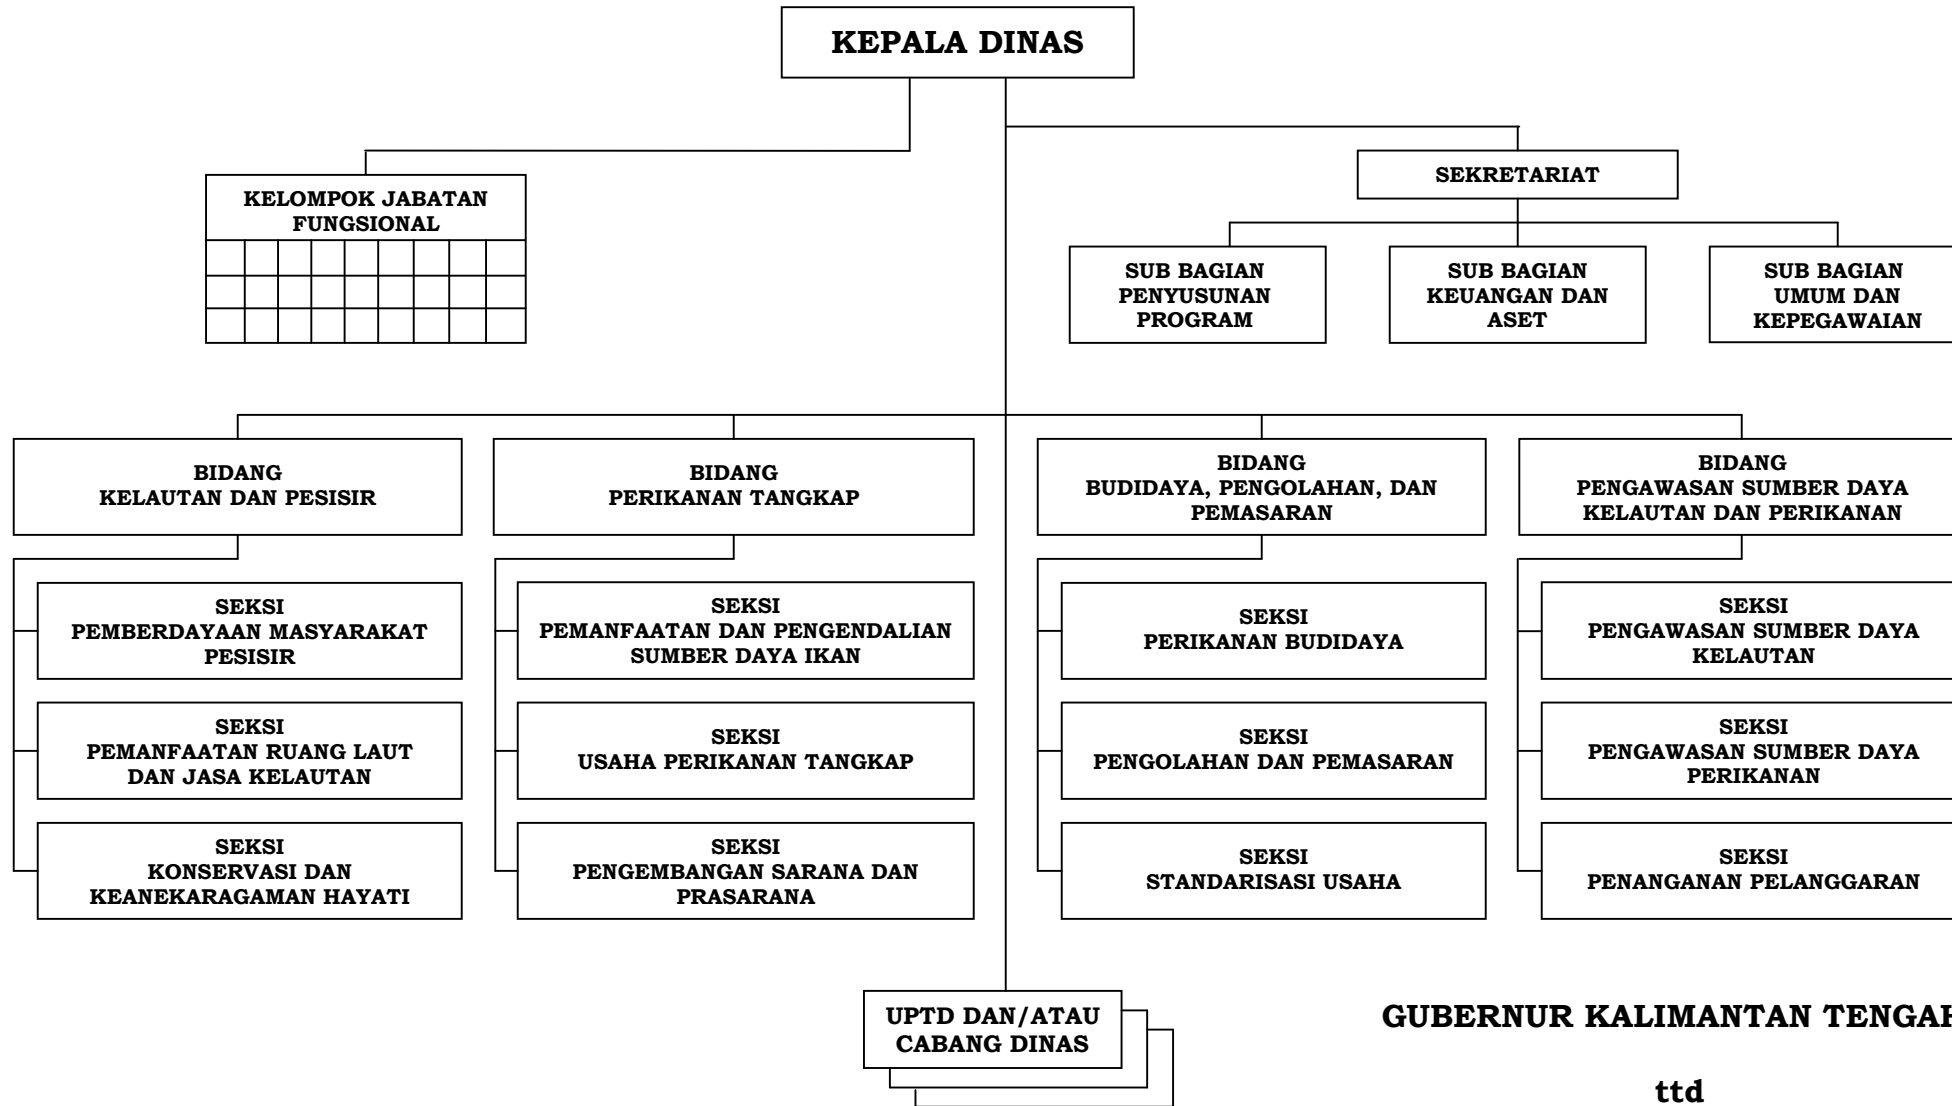 KEPALA DINAS
KELOMPOK JABATAN
FUNGSIONAL
SEKRETARIAT
SUB BAGIAN
PENYUSUNAN
PROGRAM
SUB BAGIAN
KEUANGAN DAN
ASET
SUB BAGIAN
UMUM DAN
KEPEGAWAIAN
BIDANG
KELAUTAN DAN PESISIR
SEKSI
PEMBERDAYAAN MASYARAKAT
PESISIR
SEKSI
PEMANFAATAN RUANG LAUT
DAN JASA KELAUTAN
SEKSI
KONSERVASI DAN
KEANEKARAGAMAN HAYATI
BIDANG
PERIKANAN TANGKAP
SEKSI
PEMANFAATAN DAN PENGENDALIAN
SUMBER DAYA IKAN
SEKSI
USAHA PERIKANAN TANGKAP
SEKSI
PENGEMBANGAN SARANA DAN
PRASARANA
BIDANG
BUDIDAYA, PENGOLAHAN, DAN
PEMASARAN
SEKSI
PERIKANAN BUDIDAYA
SEKSI
PENGOLAHAN DAN PEMASARAN
SEKSI
STANDARISASI USAHA
BIDANG
PENGAWASAN SUMBER DAYA
KELAUTAN DAN PERIKANAN
SEKSI
PENGAWASAN SUMBER DAYA
KELAUTAN
SEKSI
PENGAWASAN SUMBER DAYA
PERIKANAN
SEKSI
PENANGANAN PELANGGARAN
UPTD DAN/ATAU
CABANG DINAS
GUBERNUR KALIMANTAN TENGAH
ttd